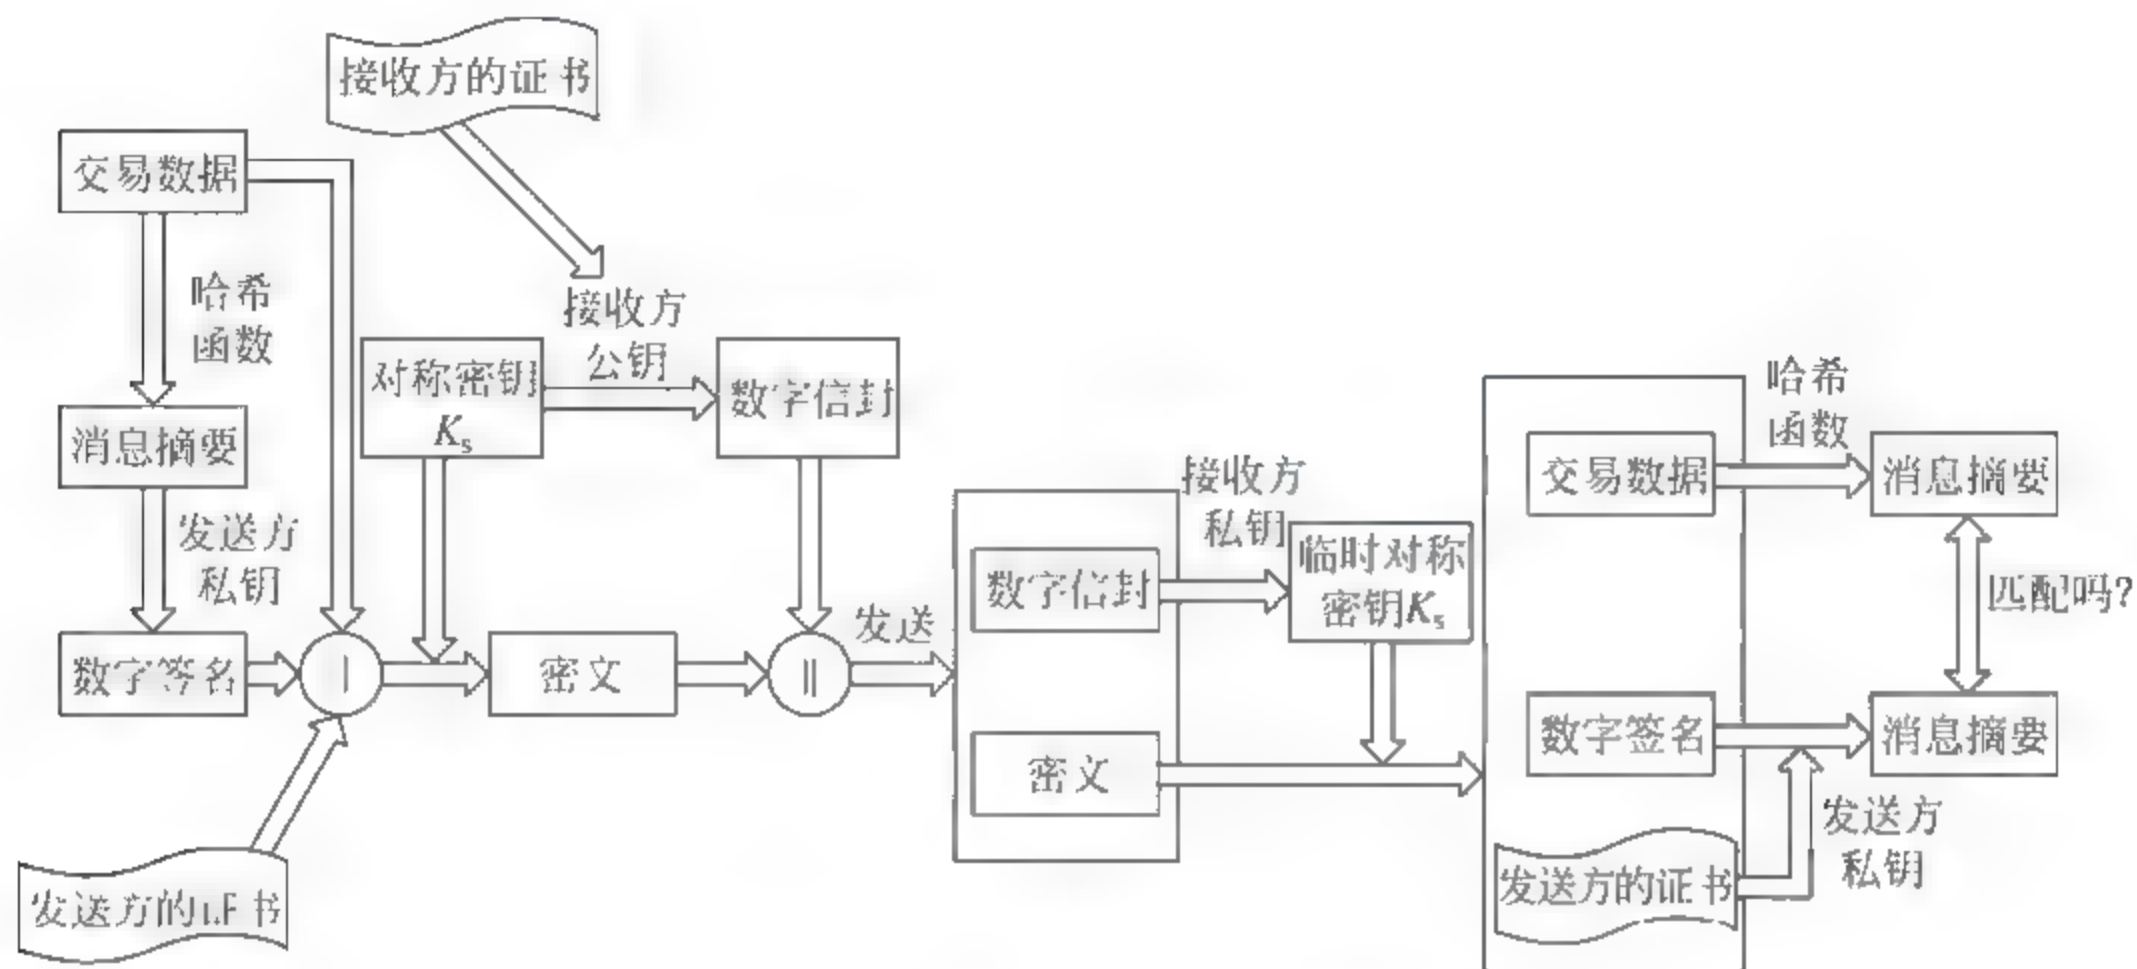 接收方的证书
交易数据
哈希
函数
接收方
公钥
对称密钥
Ks
数字信封
消息摘要
发送方
私钥
数字签名
||
密文
||
发送
发送方的证书
数字信封
密文
接收方
私钥
临时对称
密钥Ks
交易数据
哈希
函数
消息摘要
匹配吗?
数字签名
消息摘要
发送方的证书
发送方
私钥